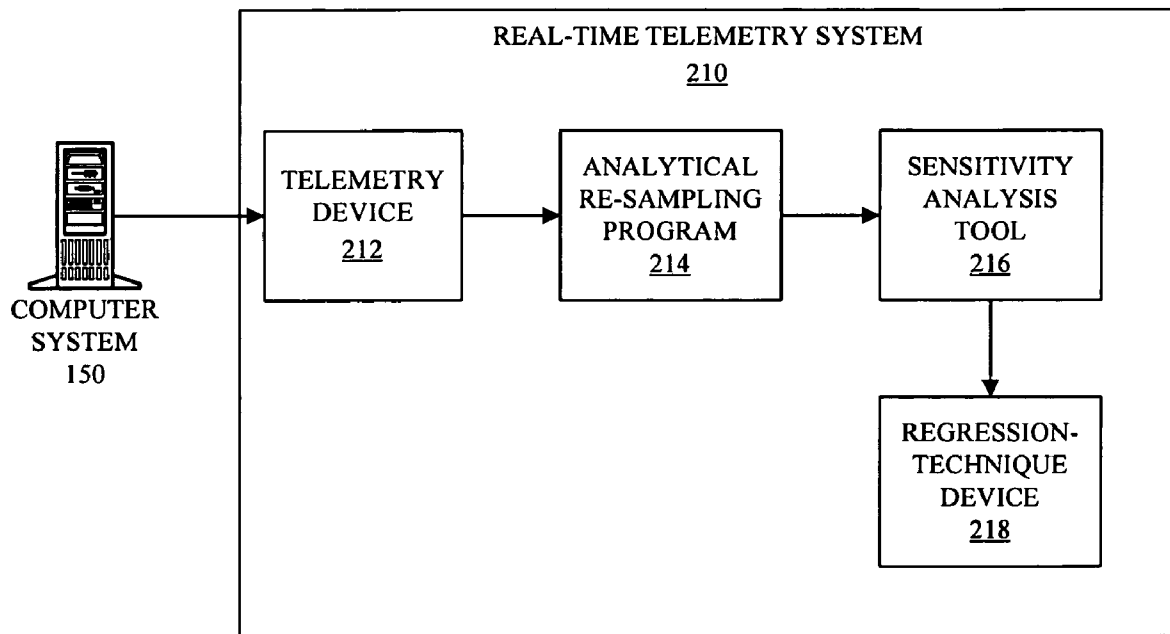 REAL-TIME TELEMETRY SYSTEM
210
COMPUTER
SYSTEM
150
TELEMETRY
DEVICE
212
ANALYTICAL
RE-SAMPLING
PROGRAM
214
SENSITIVITY
ANALYSIS
TOOL
216
REGRESSION-
TECHNIQUE
DEVICE
218